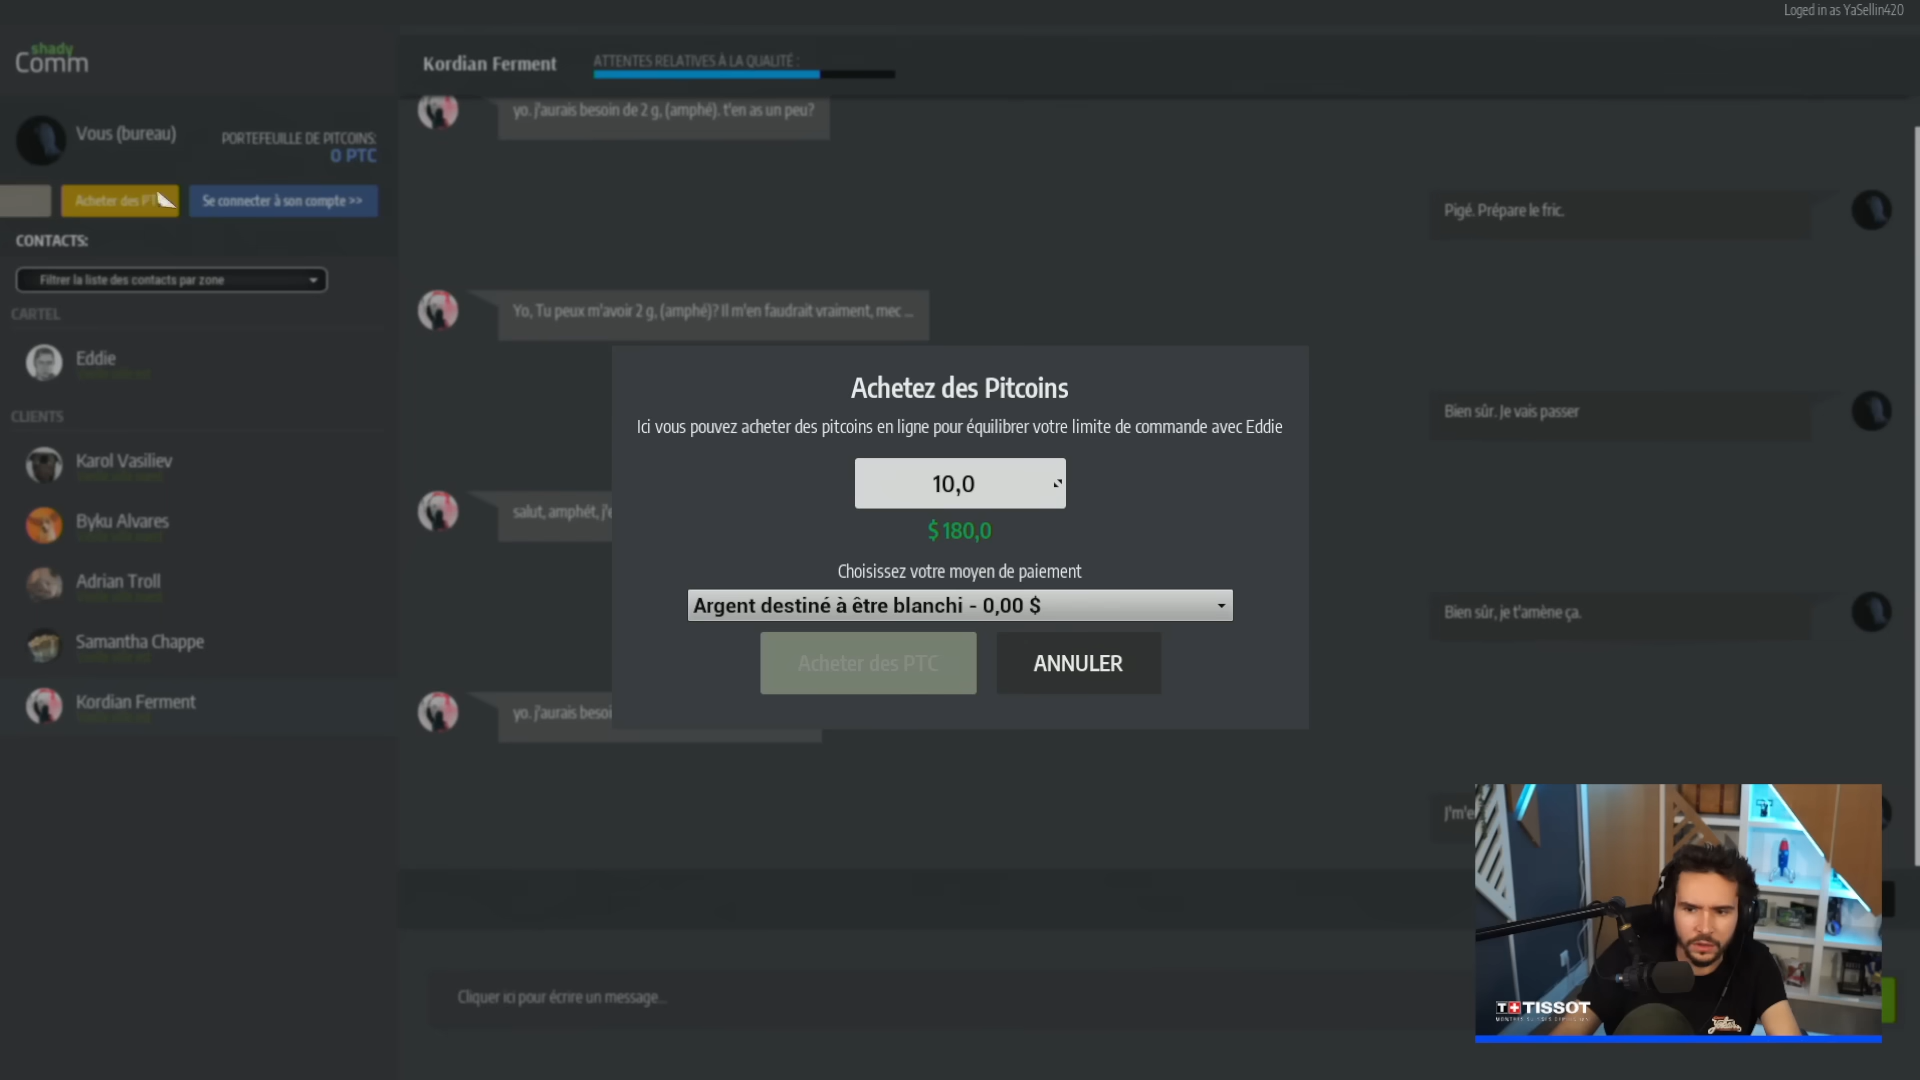 Loged in as YaSellin420
shady
Comm
Kordian Ferment
ATTENTES RELATIVES À LA QUALITÉ :
yo. j'aurais besoin de 2 g, (amphé). t'en as un peu?
Vous (bureau)
PORTEFEUILLE DE PITCOINS:
0 PTC
Acheter des PT
Se connecter à son compte >>
Pigé. Prépare le fric.
CONTACTS:
Filtrer la liste des contacts par zone
CARTEL
Yo, Tu peux m'avoir 2 g, (amphé)? Il m'en faudrait vraiment, mec ...
Eddie
Achetez des Pitcoins
Ici vous pouvez acheter des pitcoins en ligne pour équilibrer votre limite de commande avec Eddie
Bien sûr. Je vais passer
CLIENTS
Karol Vasiliev
10,0
salut, amphét, j'e
Byku Alvares
$ 180,0
Choisissez votre moyen de paiement
Adrian Troll
Argent destiné à être blanchi - 0,00 $
Bien sûr, je t'amène ça.
Samantha Chappe
Acheter des PTC
ANNULER
Kordian Ferment
yo. j'aurais besoi
J'm'e
Cliquer ici pour écrire un message...
T+TISSOT